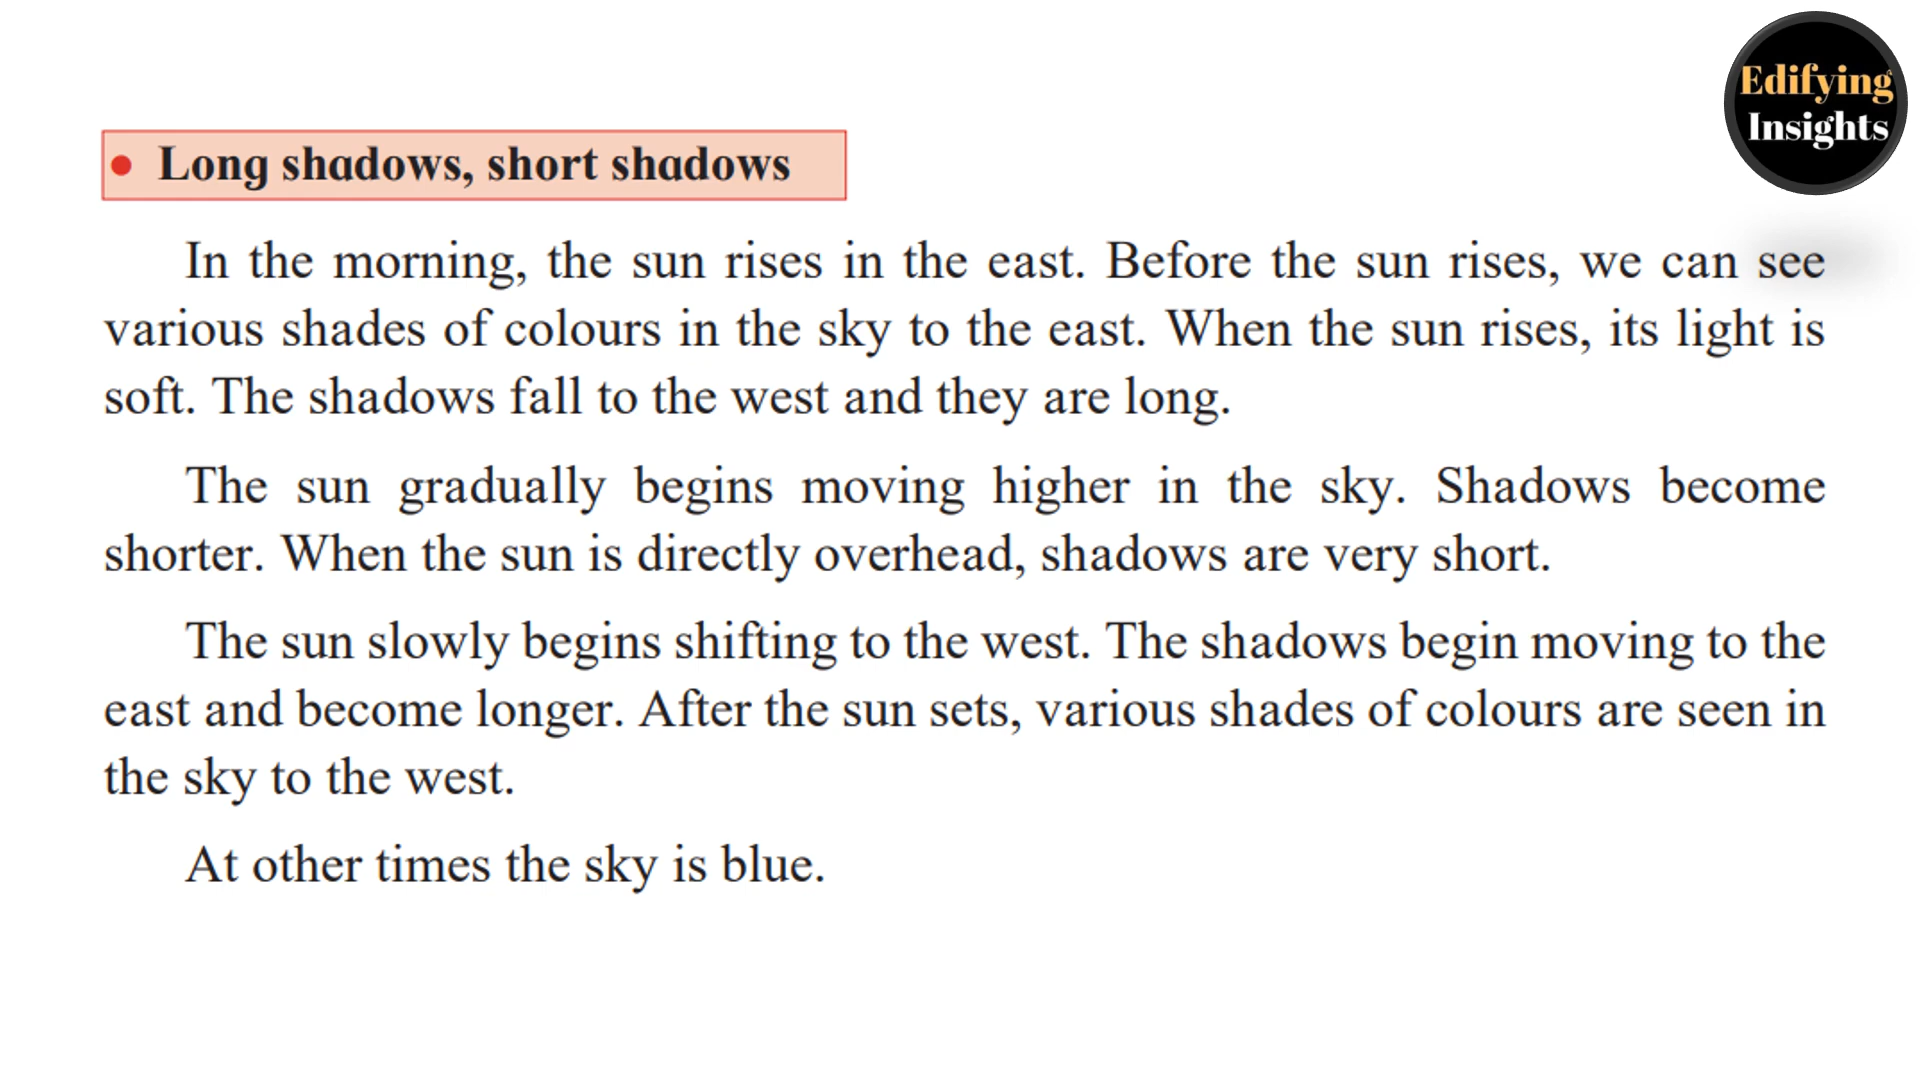 Edifying
Insights
• Long shadows, short shadows
In the morning, the sun rises in the east. Before the sun rises, we can see
various shades of colours in the sky to the east. When the sun rises, its light is
soft. The shadows fall to the west and they are long.
The sun gradually begins moving higher in the sky. Shadows become
shorter. When the sun is directly overhead, shadows are very short.
The sun slowly begins shifting to the west. The shadows begin moving to the
east and become longer. After the sun sets, various shades of colours are seen in
the sky to the west.
At other times the sky is blue.